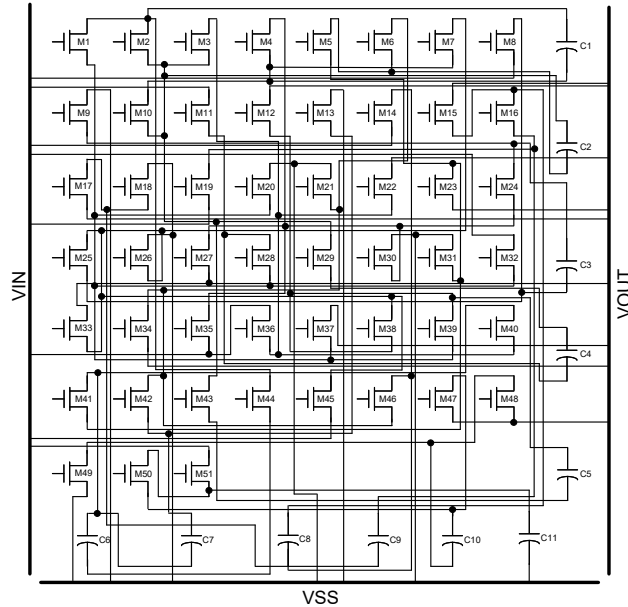 M1 M2 M3 M4 M5 M6 M7 M8 C1
M9 M10 M11 M12 M13 M14 M15 M16 C2
M17 M18 M19 M20 M21 M22 M23 M24
M25 M26 M27 M28 M29 M30 M31 M32 C3
VIN
VOUT
M33 M34 M35 M36 M37 M38 M39 M40 C4
M41 M42 M43 M44 M45 M46 M47 M48
M49 M50 M51 C5
C6 C7 C8 C9 C10 C11
VSS